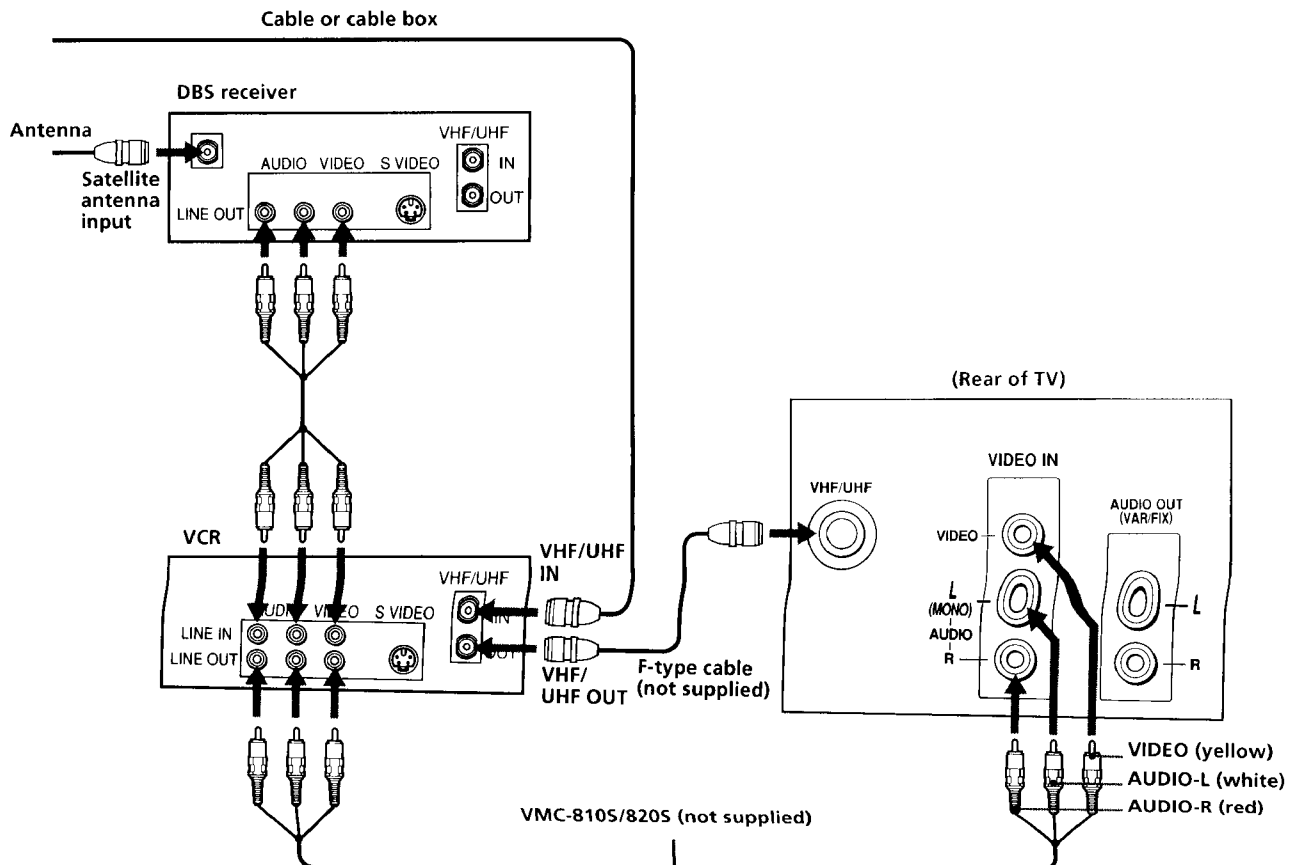 Cable or cable box
DBS receiver
Antenna
Satellite
antenna
input
VHF/UHF
AUDIO VIDEO S VIDEO
IN
OUT
LINE OUT
(Rear of TV)
VIDEO IN
VHF/UHF
AUDIO OUT
(VAR/FIX)
VIDEO
L
(MONO)
AUDIO
R
L
R
VCR
VHF/UHF
IN
VHF/UHF
S VIDEO
LINE IN
LINE OUT
VHF/
UHF OUT
F-type cable
(not supplied)
VIDEO (yellow)
AUDIO-L (white)
AUDIO-R (red)
VMC-810S/820S (not supplied)